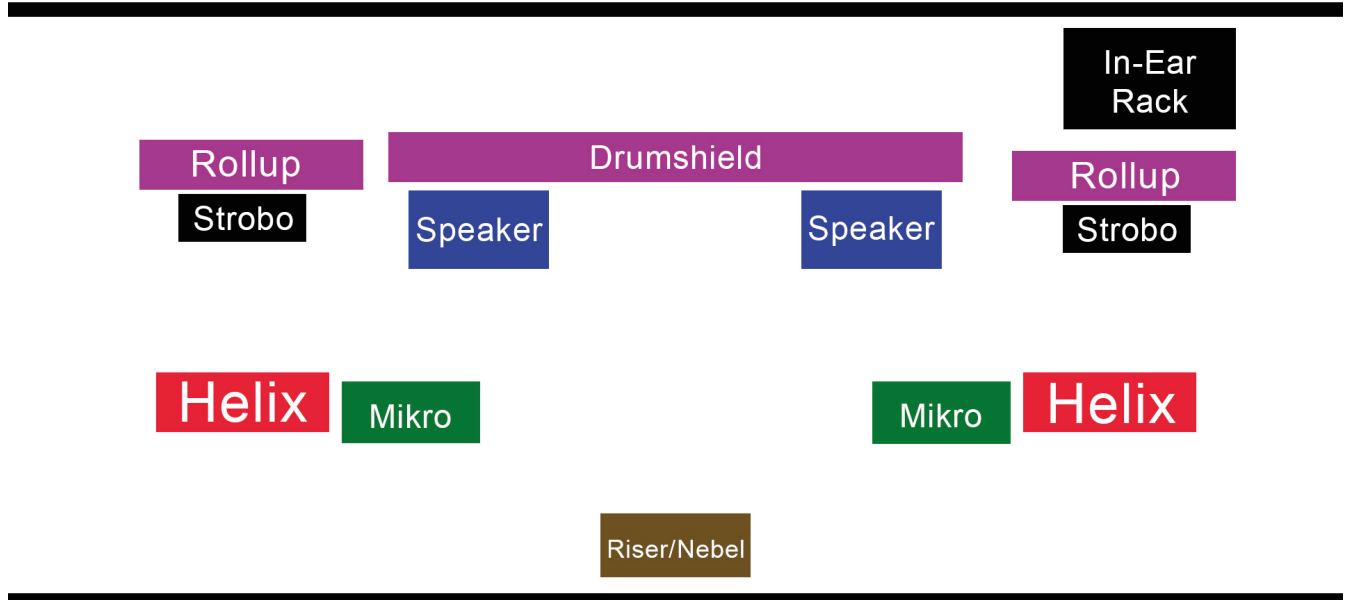 In-Ear
Rack
Rollup
Drumshield
Rollup
Strobo
Speaker
Speaker
Strobo
Helix
Mikro
Mikro
Helix
Riser/Nebel